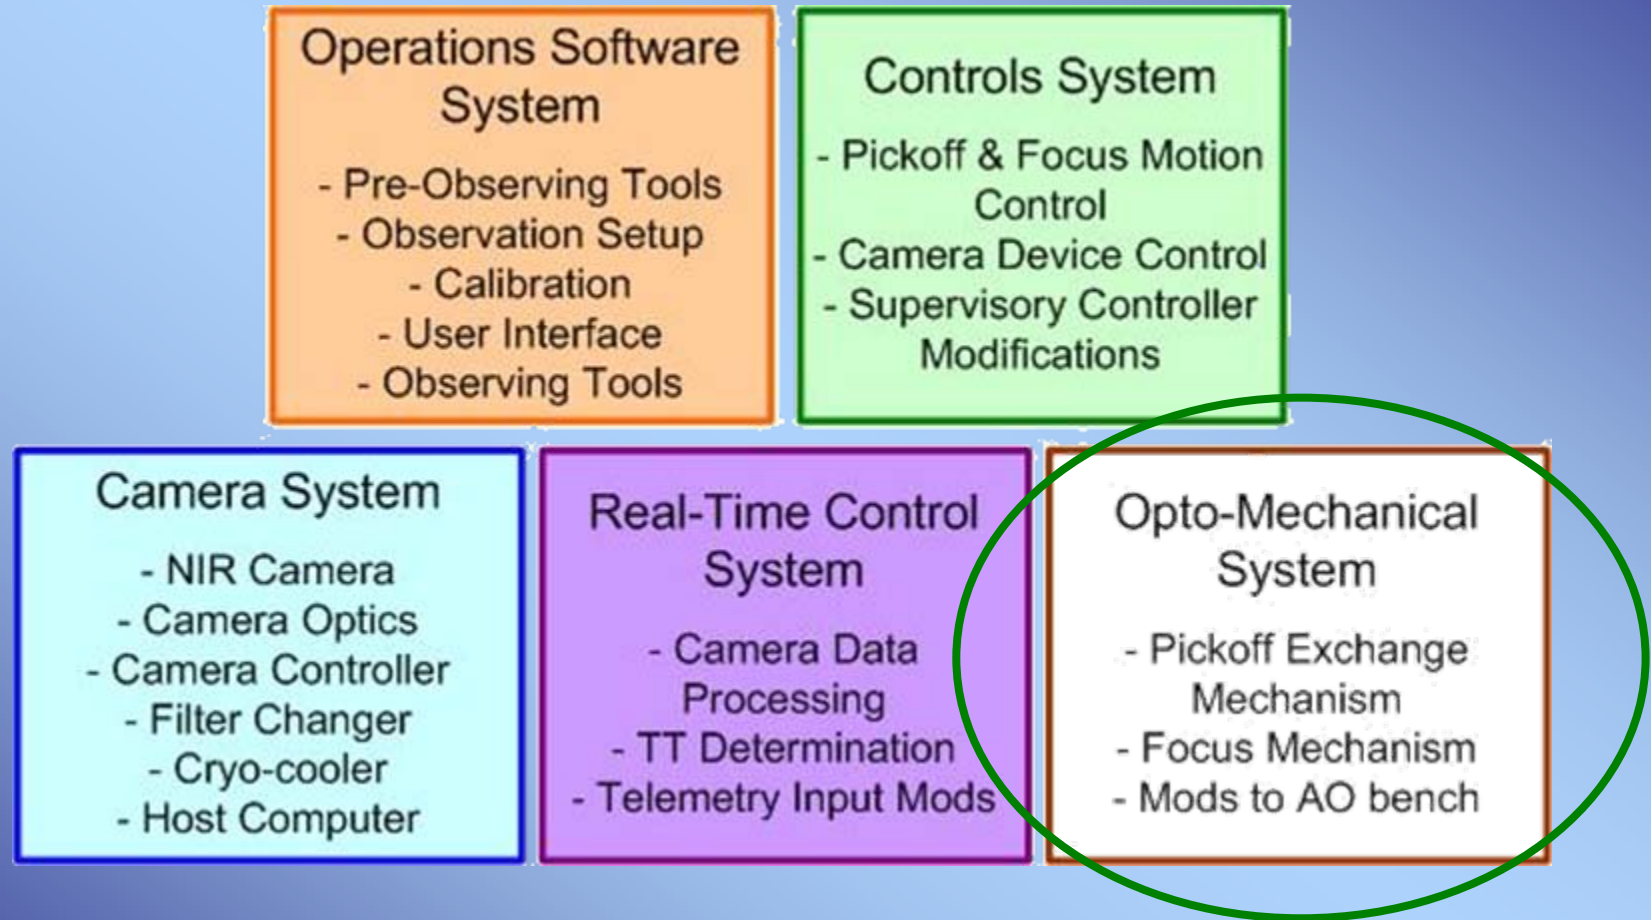 Operations Software
System
- Pre-Observing Tools
- Observation Setup
- Calibration
- User Interface
- Observing Tools
Controls System
- Pickoff & Focus Motion
Control
- Camera Device Control
- Supervisory Controller
Modifications
Camera System
- NIR Camera
- Camera Optics
- Camera Controller
- Filter Changer
- Cryo-cooler
- Host Computer
Real-Time Control
System
- Camera Data
Processing
- TT Determination
- Telemetry Input Mods
Opto-Mechanical
System
- Pickoff Exchange
Mechanism
- Focus Mechanism
- Mods to AO bench